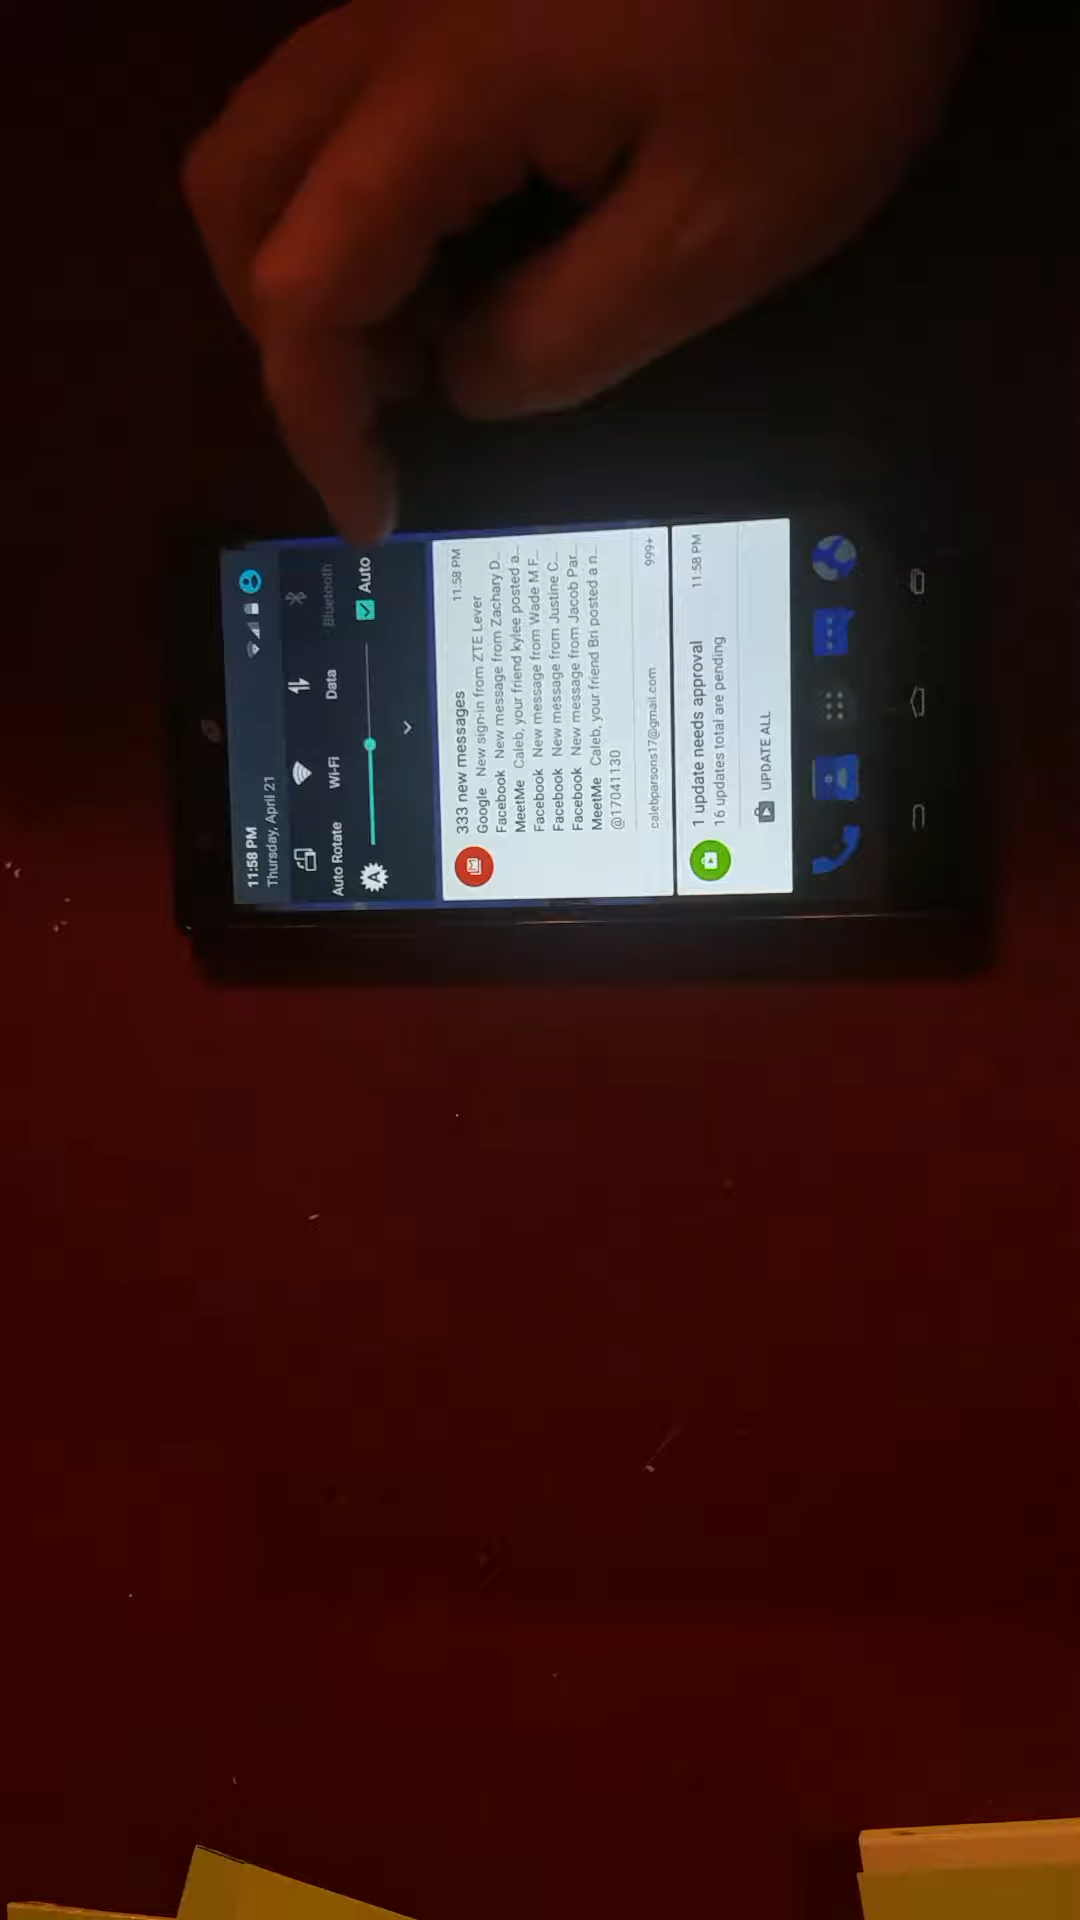 11:58 PM
Thursday, April 21
Auto Rotate
Wi-Fi
Data
Bluetooth
A
Auto
333 new messages 11:58 PM
Google New sign-in from ZTE Lever
Facebook New message from Zachary D...
MeetMe Caleb, your friend kylee posted a...
Facebook New message from Wade M F...
Facebook New message from Justine C...
Facebook New message from Jacob Par...
MeetMe Caleb, your friend Bri posted a n...
@17041130
calebparsons17@gmail.com 999+
1 update needs approval 11:58 PM
16 updates total are pending
UPDATE ALL